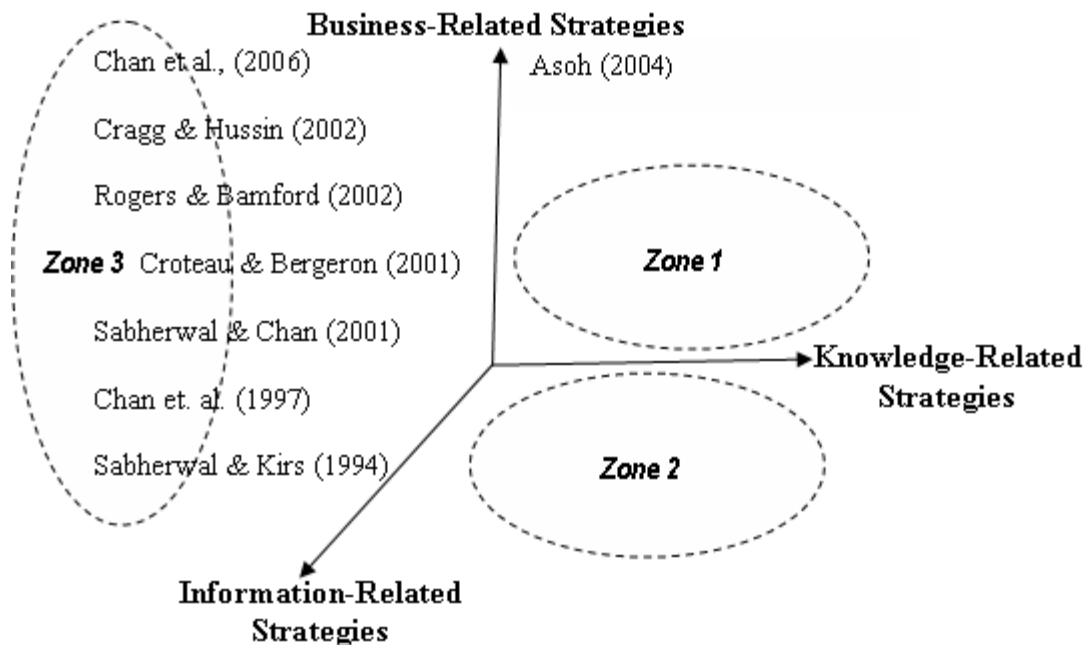 Business-Related Strategies
Chan et al., (2006)
Asoh (2004)
Cragg & Hussin (2002)
Rogers & Bamford (2002)
Zone 3 Croteau & Bergeron (2001)
Zone 1
Sabherwal & Chan (2001)
Knowledge-Related
Strategies
Chan et. al. (1997)
Sabherwal & Kirs (1994)
Zone 2
Information-Related
Strategies